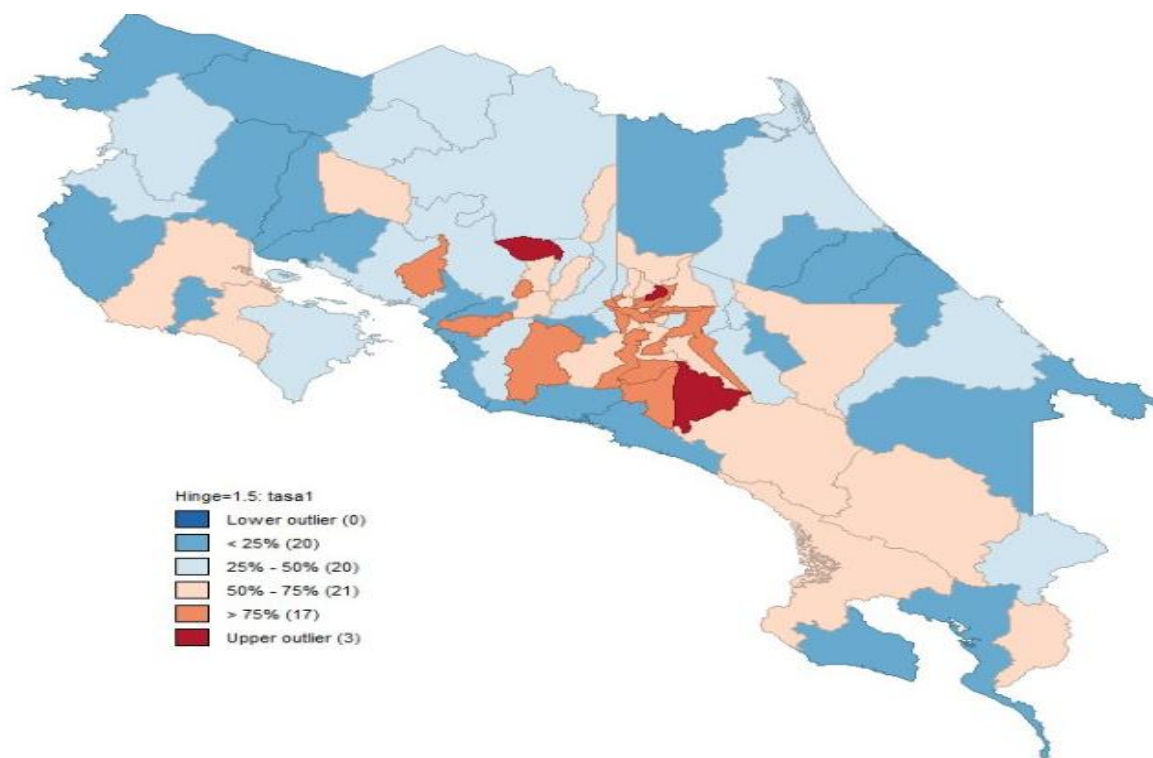 Hinge=1.5: tasa1
Lower outlier (0)
< 25% (20)
25% - 50% (20)
50% - 75% (21)
> 75% (17)
Upper outlier (3)